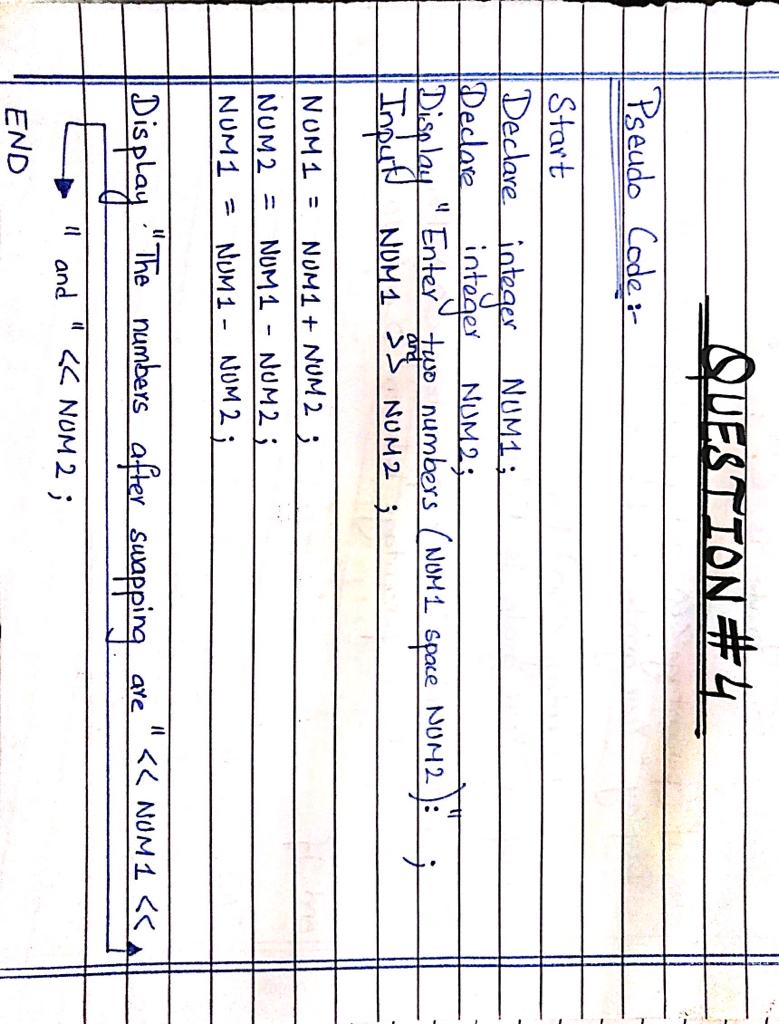 QUESTION #4
Pseudo Code:-
Start
Declare integer NUM1;
Declare integer NUM2;
Display "Enter two numbers (NUM1 space NUM2):" ;
Input NUM1 and >> NUM2 ;
NUM1 = NUM1 + NUM2 ;
NUM2 = NUM1 - NUM2 ;
NUM1 = NUM1 - NUM2 ;
Display "The numbers after swapping are " << NUM1 <<
" and " << NUM2 ;
END